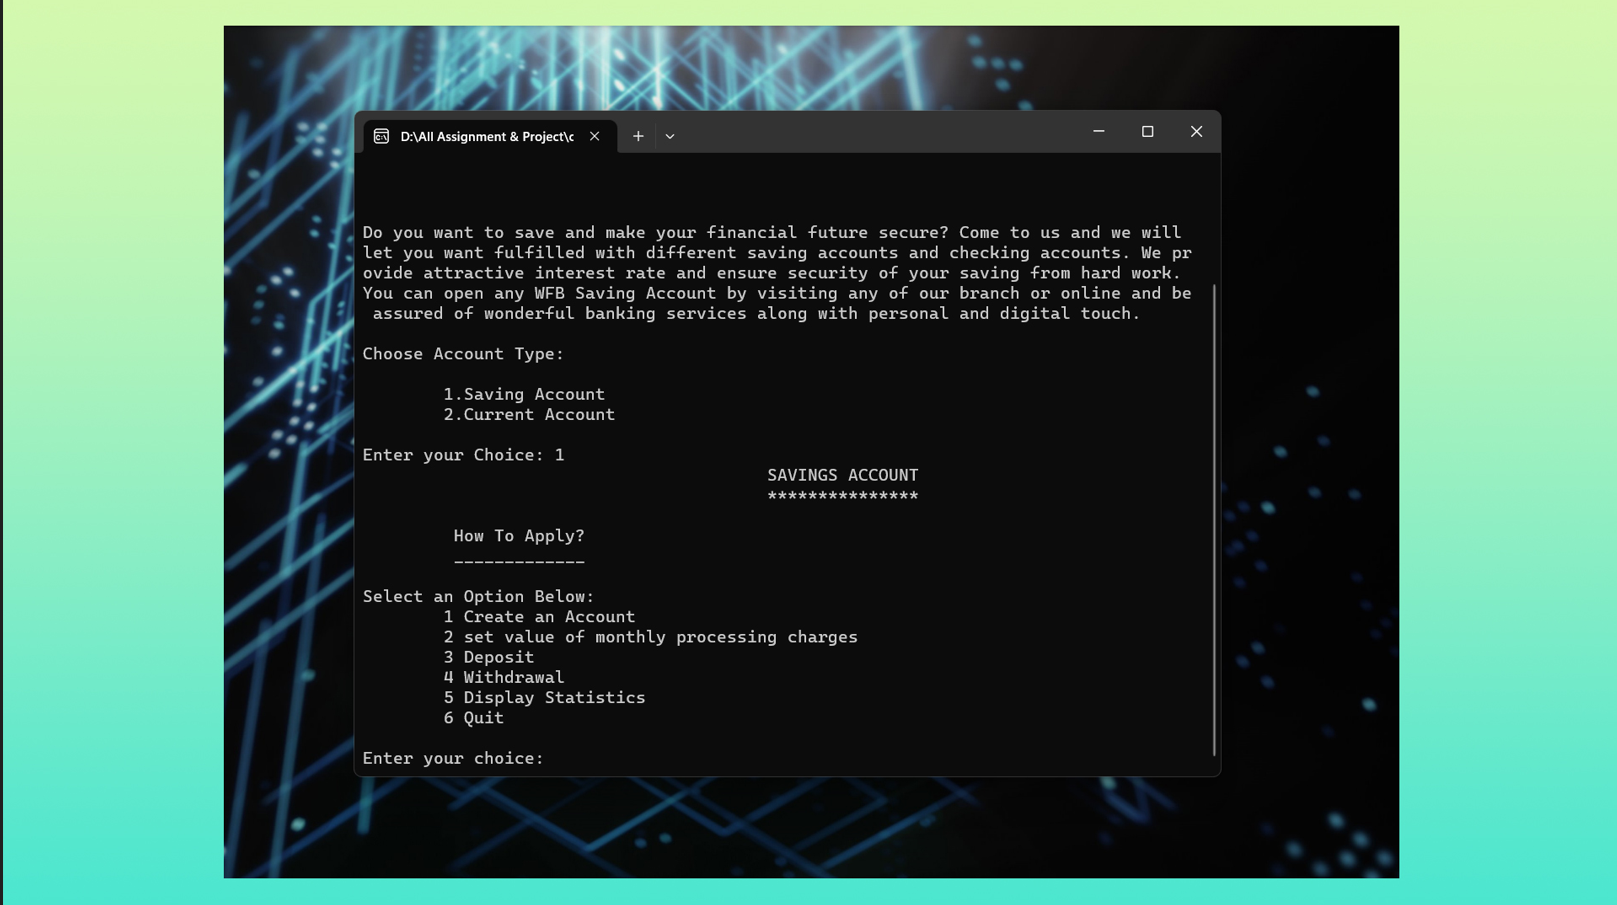 D:\All Assignment & Project\c
Do you want to save and make your financial future secure? Come to us and we will
let you want fulfilled with different saving accounts and checking accounts. We pr
ovide attractive interest rate and ensure security of your saving from hard work.
You can open any WFB Saving Account by visiting any of our branch or online and be
assured of wonderful banking services along with personal and digital touch.
Choose Account Type:
1.Saving Account
2.Current Account
Enter your Choice: 1
SAVINGS ACCOUNT
***************
How To Apply?
-------------
Select an Option Below:
1 Create an Account
2 set value of monthly processing charges
3 Deposit
4 Withdrawal
5 Display Statistics
6 Quit
Enter your choice: